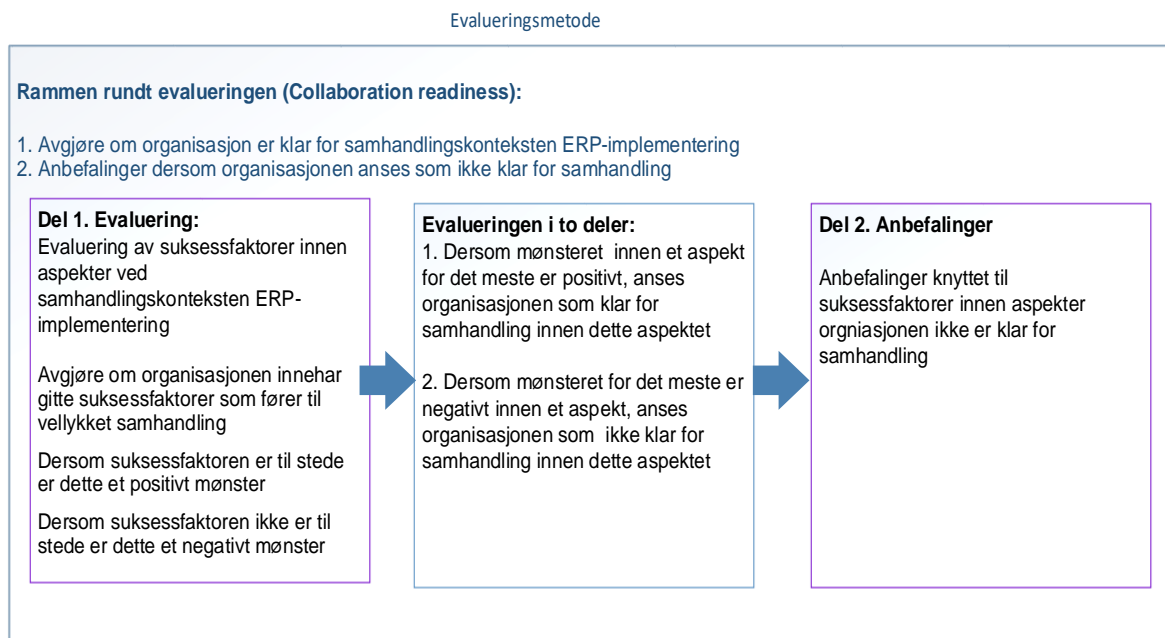 Evalueringsmetode
Rammen rundt evalueringen (Collaboration readiness):
1. Avgjøre om organisasjon er klar for samhandlingskonteksten ERP-implementering
2. Anbefalinger dersom organisasjonen anses som ikke klar for samhandling
Del 1. Evaluering:
Evaluering av suksessfaktorer innen
aspekter ved
samhandlingskonteksten ERP-
implementering
Avgjøre om organisasjonen innehar
gitte suksessfaktorer som fører til
vellykket samhandling
Dersom suksessfaktoren er til stede
er dette et positivt mønster
Dersom suksessfaktoren ikke er til
stede er dette et negativt mønster
Evalueringen i to deler:
1. Dersom mønsteret innen et aspekt
for det meste er positivt, anses
organisasjonen som klar for
samhandling innen dette aspektet
2. Dersom mønsteret for det meste er
negativt innen et aspekt, anses
organisasjonen som ikke klar for
samhandling innen dette aspektet
Del 2. Anbefalinger
Anbefalinger knyttet til
suksessfaktorer innen aspekter
orgniasjonen ikke er klar for
samhandling